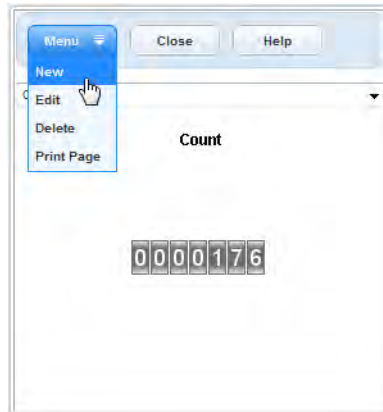 Menu Close Help
New
Edit
Delete
Print Page
Count
0000176